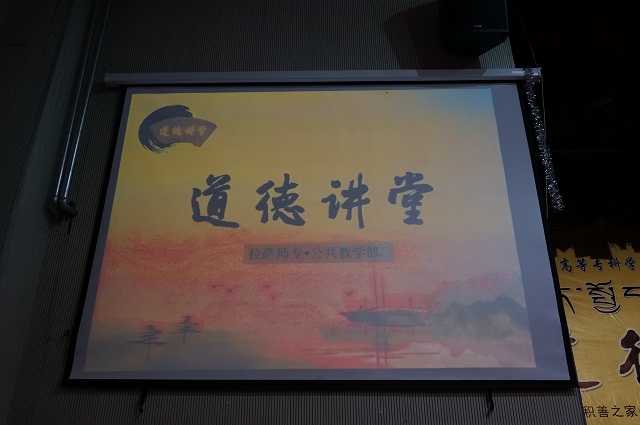 道德讲堂
道德讲堂
拉萨师专·公共教学部
高等专科学
积善之家